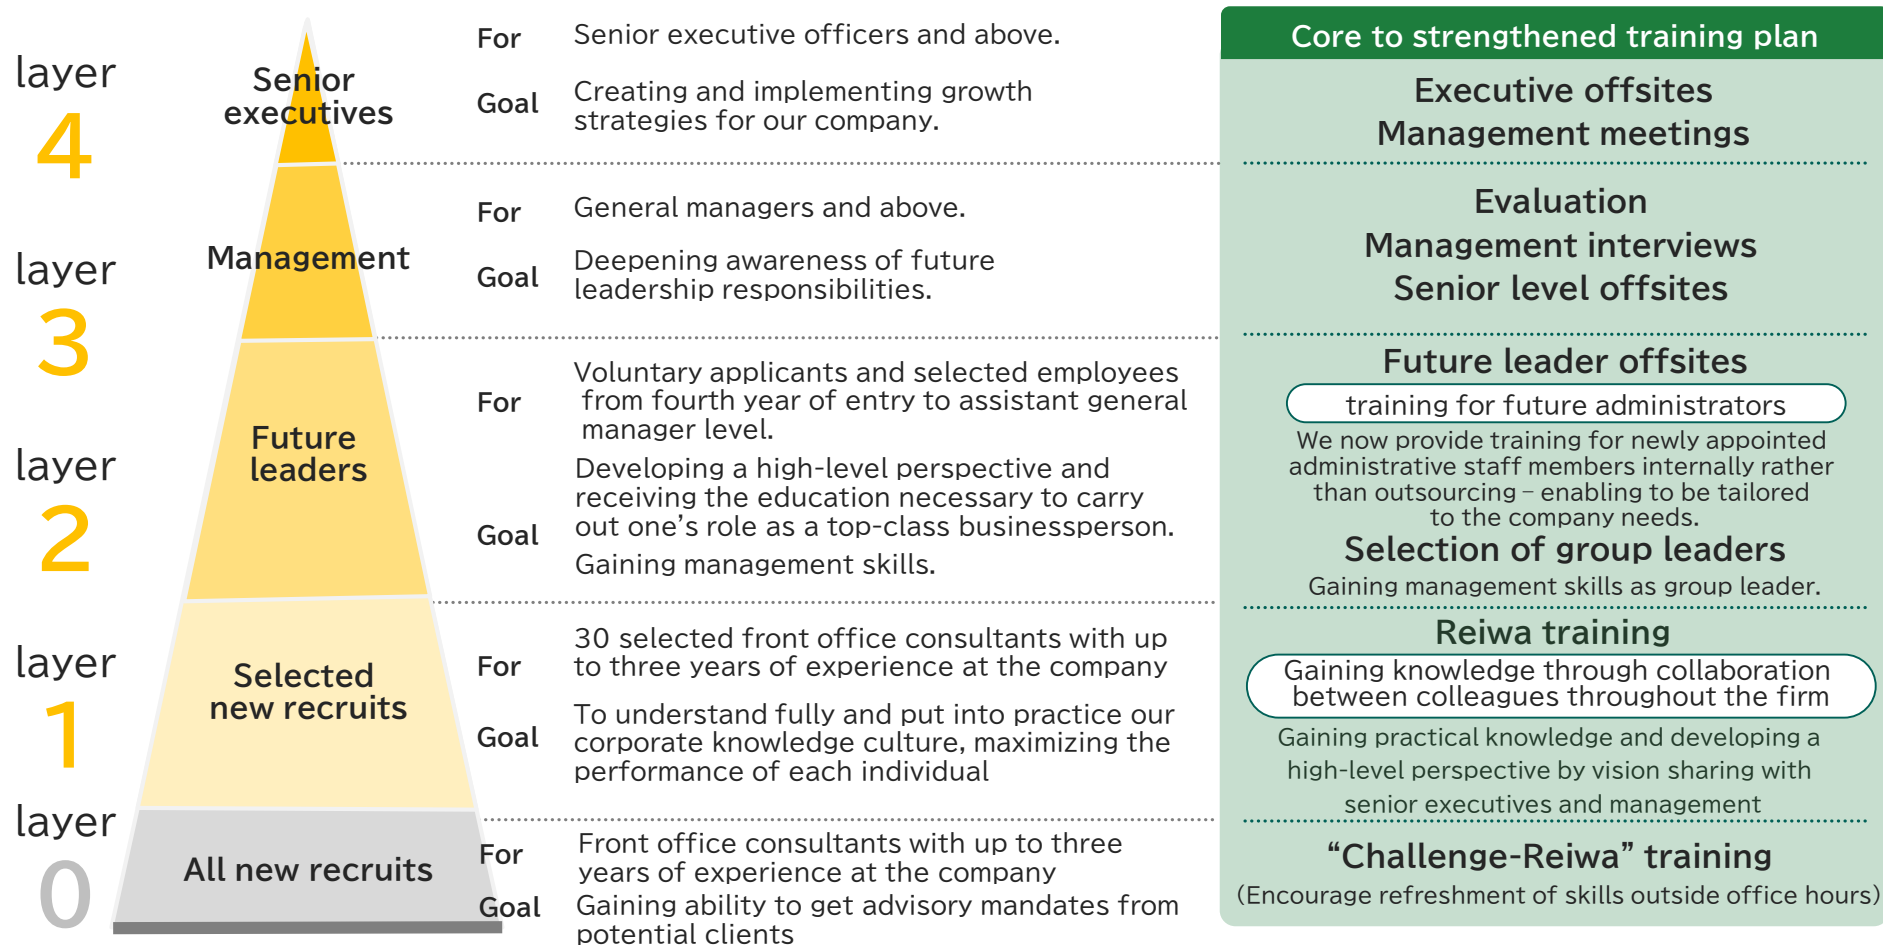 Core to strengthened training plan
layer
4
Senior
executives
For
Senior executive officers and above.
Goal
Creating and implementing growth
strategies for our company.
Executive offsites
Management meetings
layer
3
Management
For
General managers and above.
Goal
Deepening awareness of future
leadership responsibilities.
Evaluation
Management interviews
Senior level offsites
layer
2
Future
leaders
For
Voluntary applicants and selected employees
from fourth year of entry to assistant general
manager level.
Goal
Developing a high-level perspective and
receiving the education necessary to carry
out one's role as a top-class businessperson.
Gaining management skills.
Future leader offsites
training for future administrators
We now provide training for newly appointed
administrative staff members internally rather
than outsourcing – enabling to be tailored
to the company needs.
Selection of group leaders
Gaining management skills as group leader.
layer
1
Selected
new recruits
For
30 selected front office consultants with up
to three years of experience at the company
Goal
To understand fully and put into practice our
corporate knowledge culture, maximizing the
performance of each individual
Reiwa training
Gaining knowledge through collaboration
between colleagues throughout the firm
Gaining practical knowledge and developing a
high-level perspective by vision sharing with
senior executives and management
layer
0
All new recruits
For
Front office consultants with up to three
years of experience at the company
Goal
Gaining ability to get advisory mandates from
potential clients
“Challenge-Reiwa” training
(Encourage refreshment of skills outside office hours)